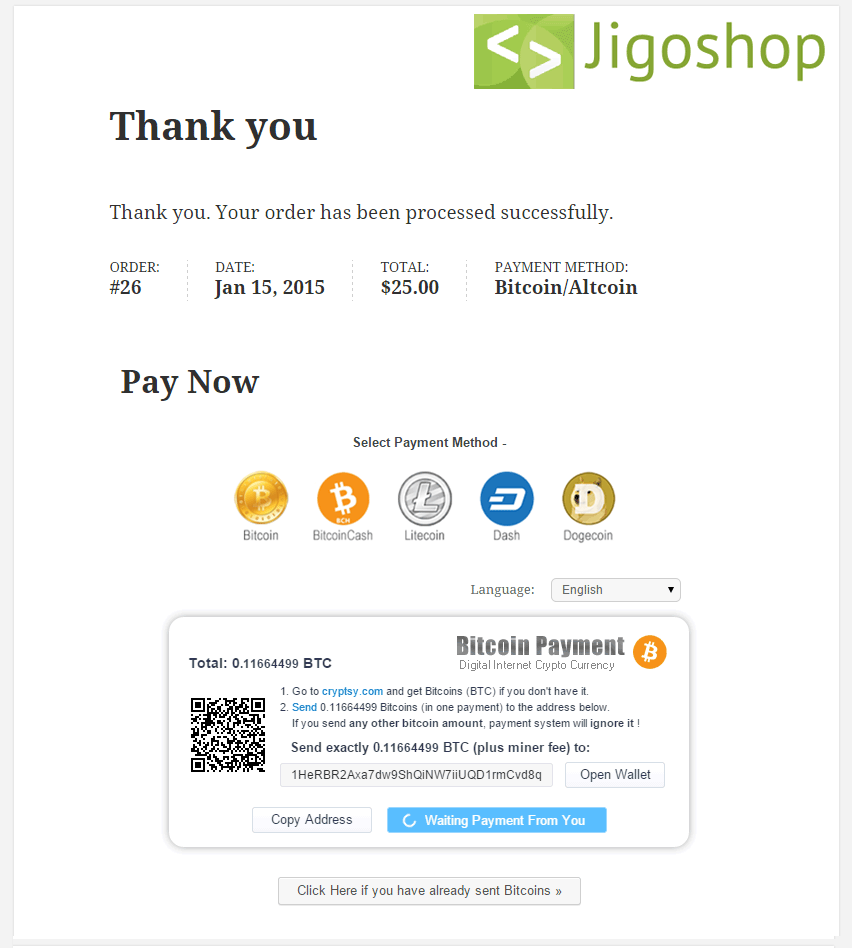 <> Jigoshop
Thank you
Thank you. Your order has been processed successfully.
ORDER: DATE: TOTAL: PAYMENT METHOD:
#26 Jan 15, 2015 $25.00 Bitcoin/Altcoin
Pay Now
Select Payment Method -
BCH
Bitcoin BitcoinCash Litecoin Dash Dogecoin
Language: English
Bitcoin Payment
Total: 0.11664499 BTC
Digital Internet Crypto Currency
1. Go to cryptsy.com and get Bitcoins (BTC) if you don't have it.
2. Send 0.11664499 Bitcoins (in one payment) to the address below.
If you send any other bitcoin amount, payment system will ignore it !
Send exactly 0.11664499 BTC (plus miner fee) to:
1HeRBR2Axa7dw9ShQiNW7iiUQD1rmCvd8q Open Wallet
Copy Address Waiting Payment From You
Click Here if you have already sent Bitcoins »